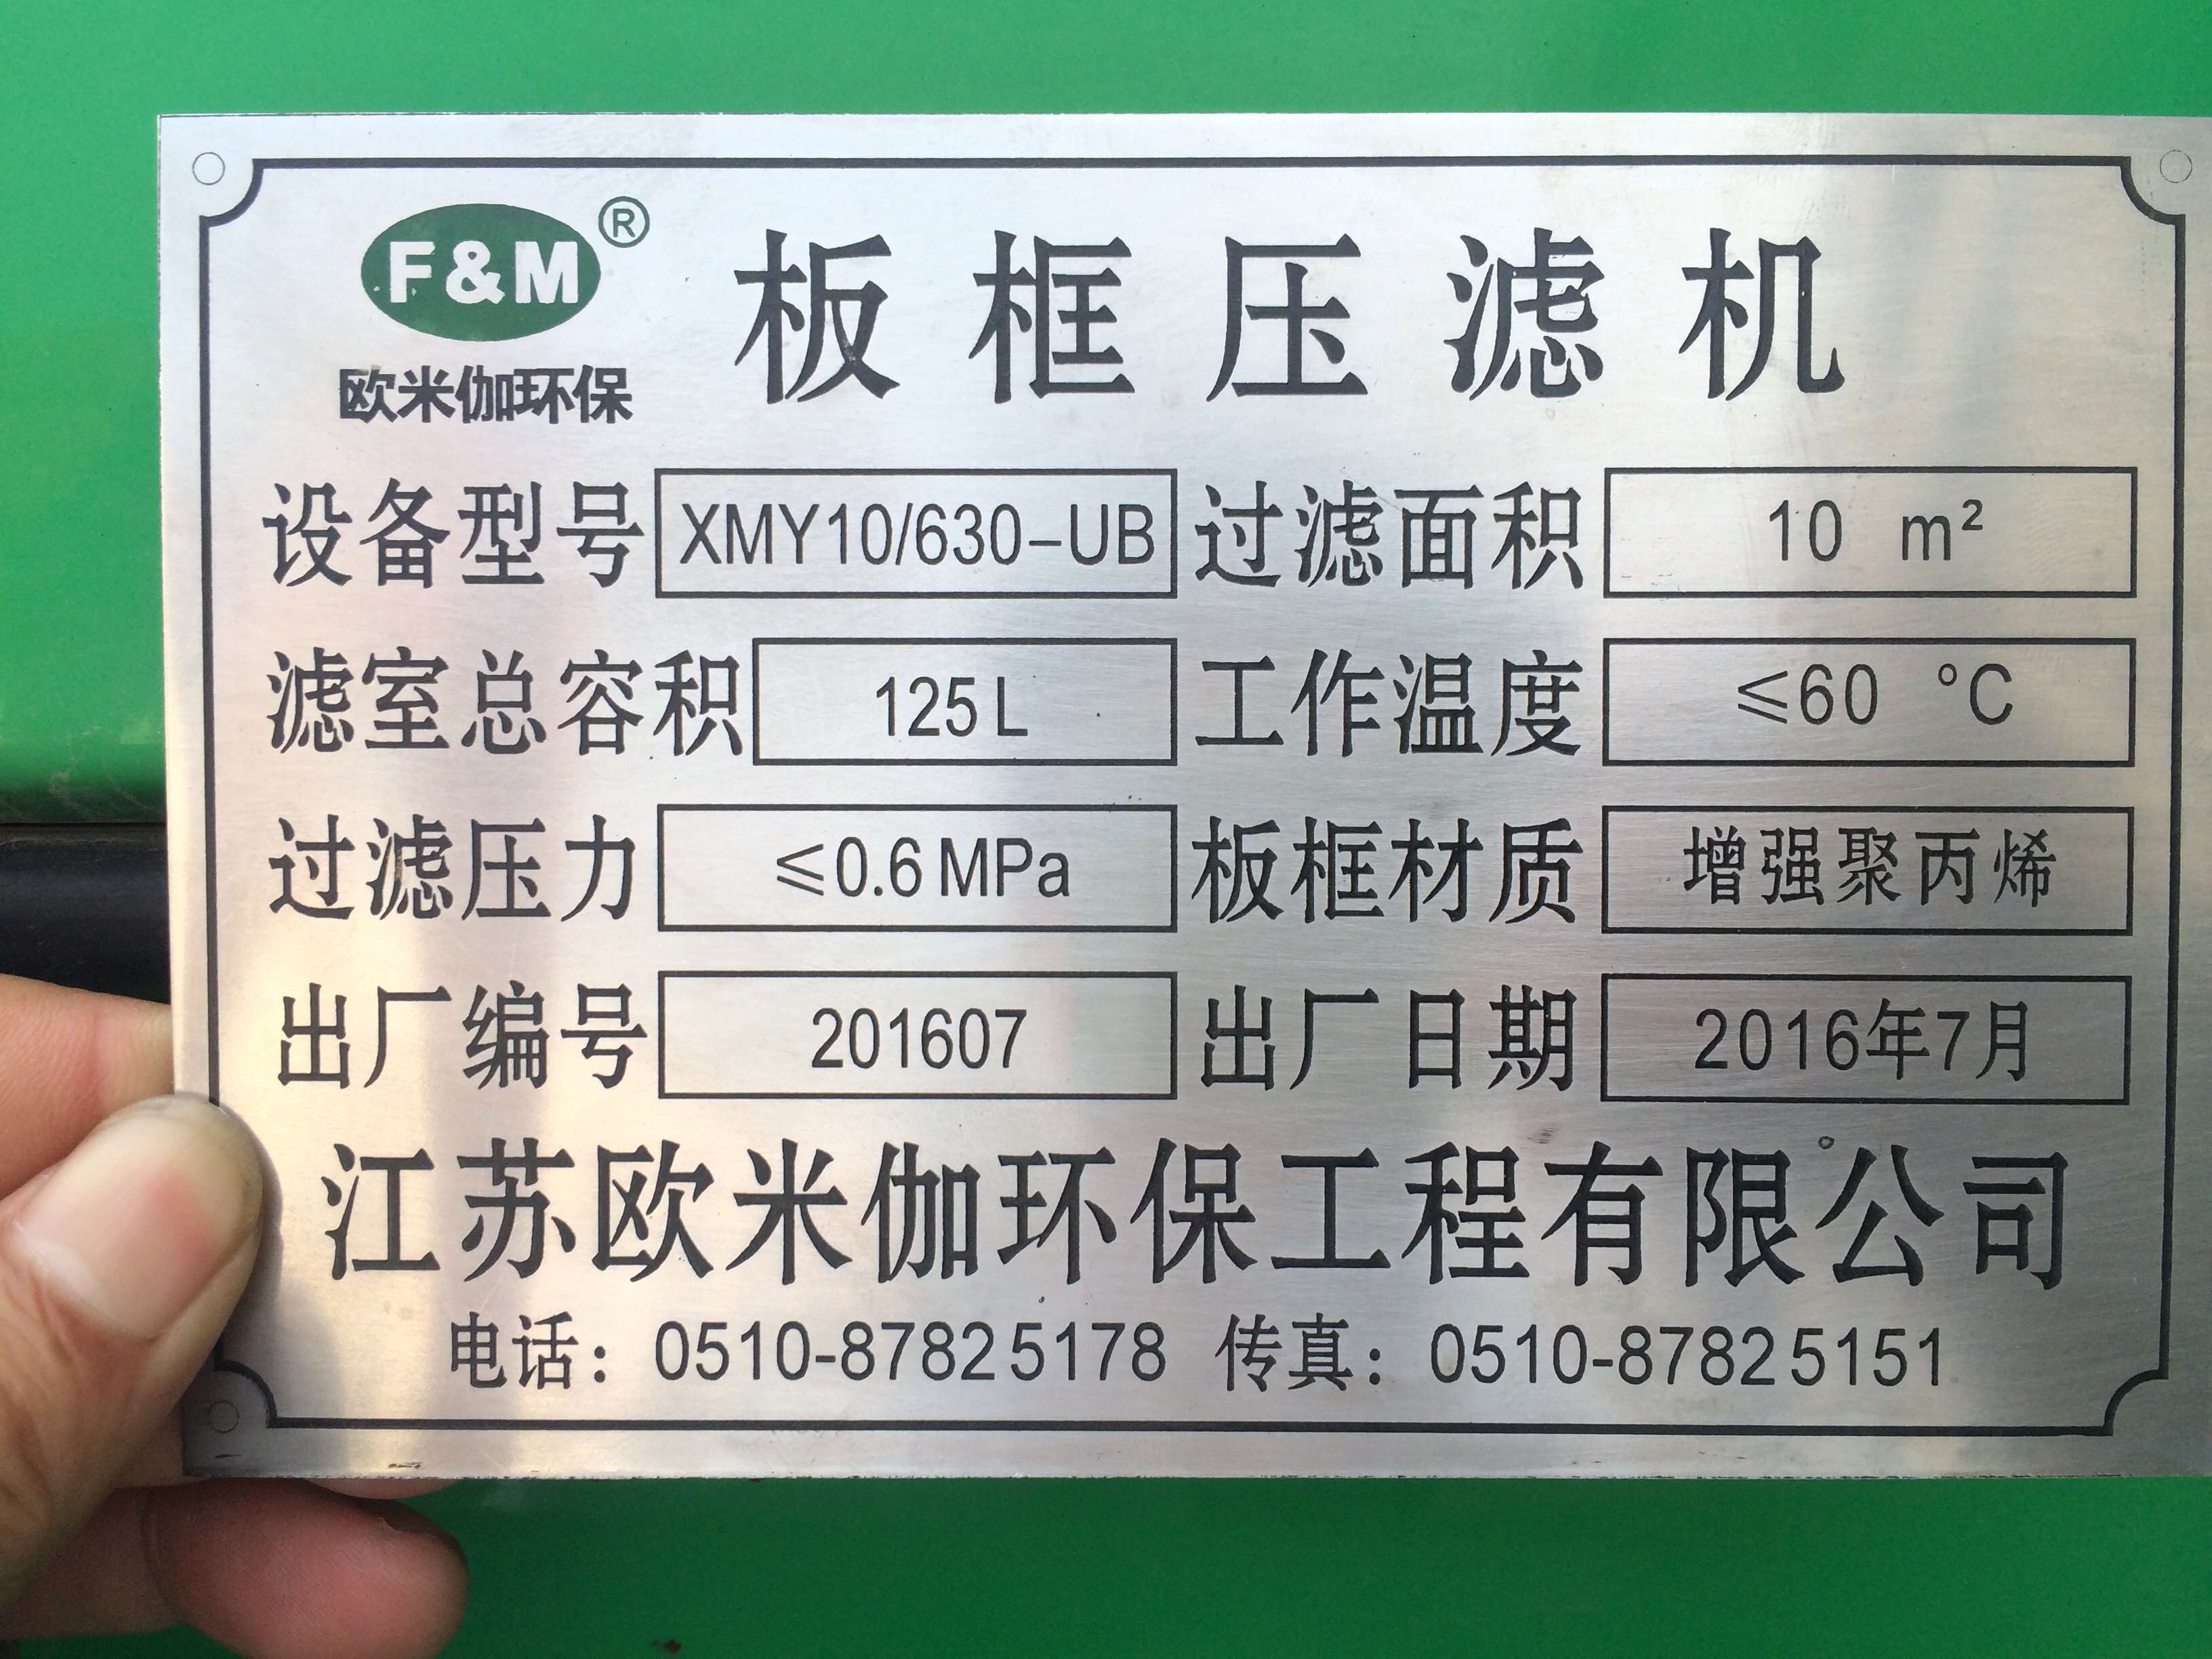 F&M® 板框压滤机
欧米伽环保
设备型号 XMY10/630-UB 过滤面积 10 m²
滤室总容积 125L 工作温度 ≤60 °C
过滤压力 ≤0.6MPa 板框材质 增强聚丙烯
出厂编号 201607 出厂日期 2016年7月
江苏欧米伽环保工程有限公司
电话：0510-87825178 传真：0510-87825151